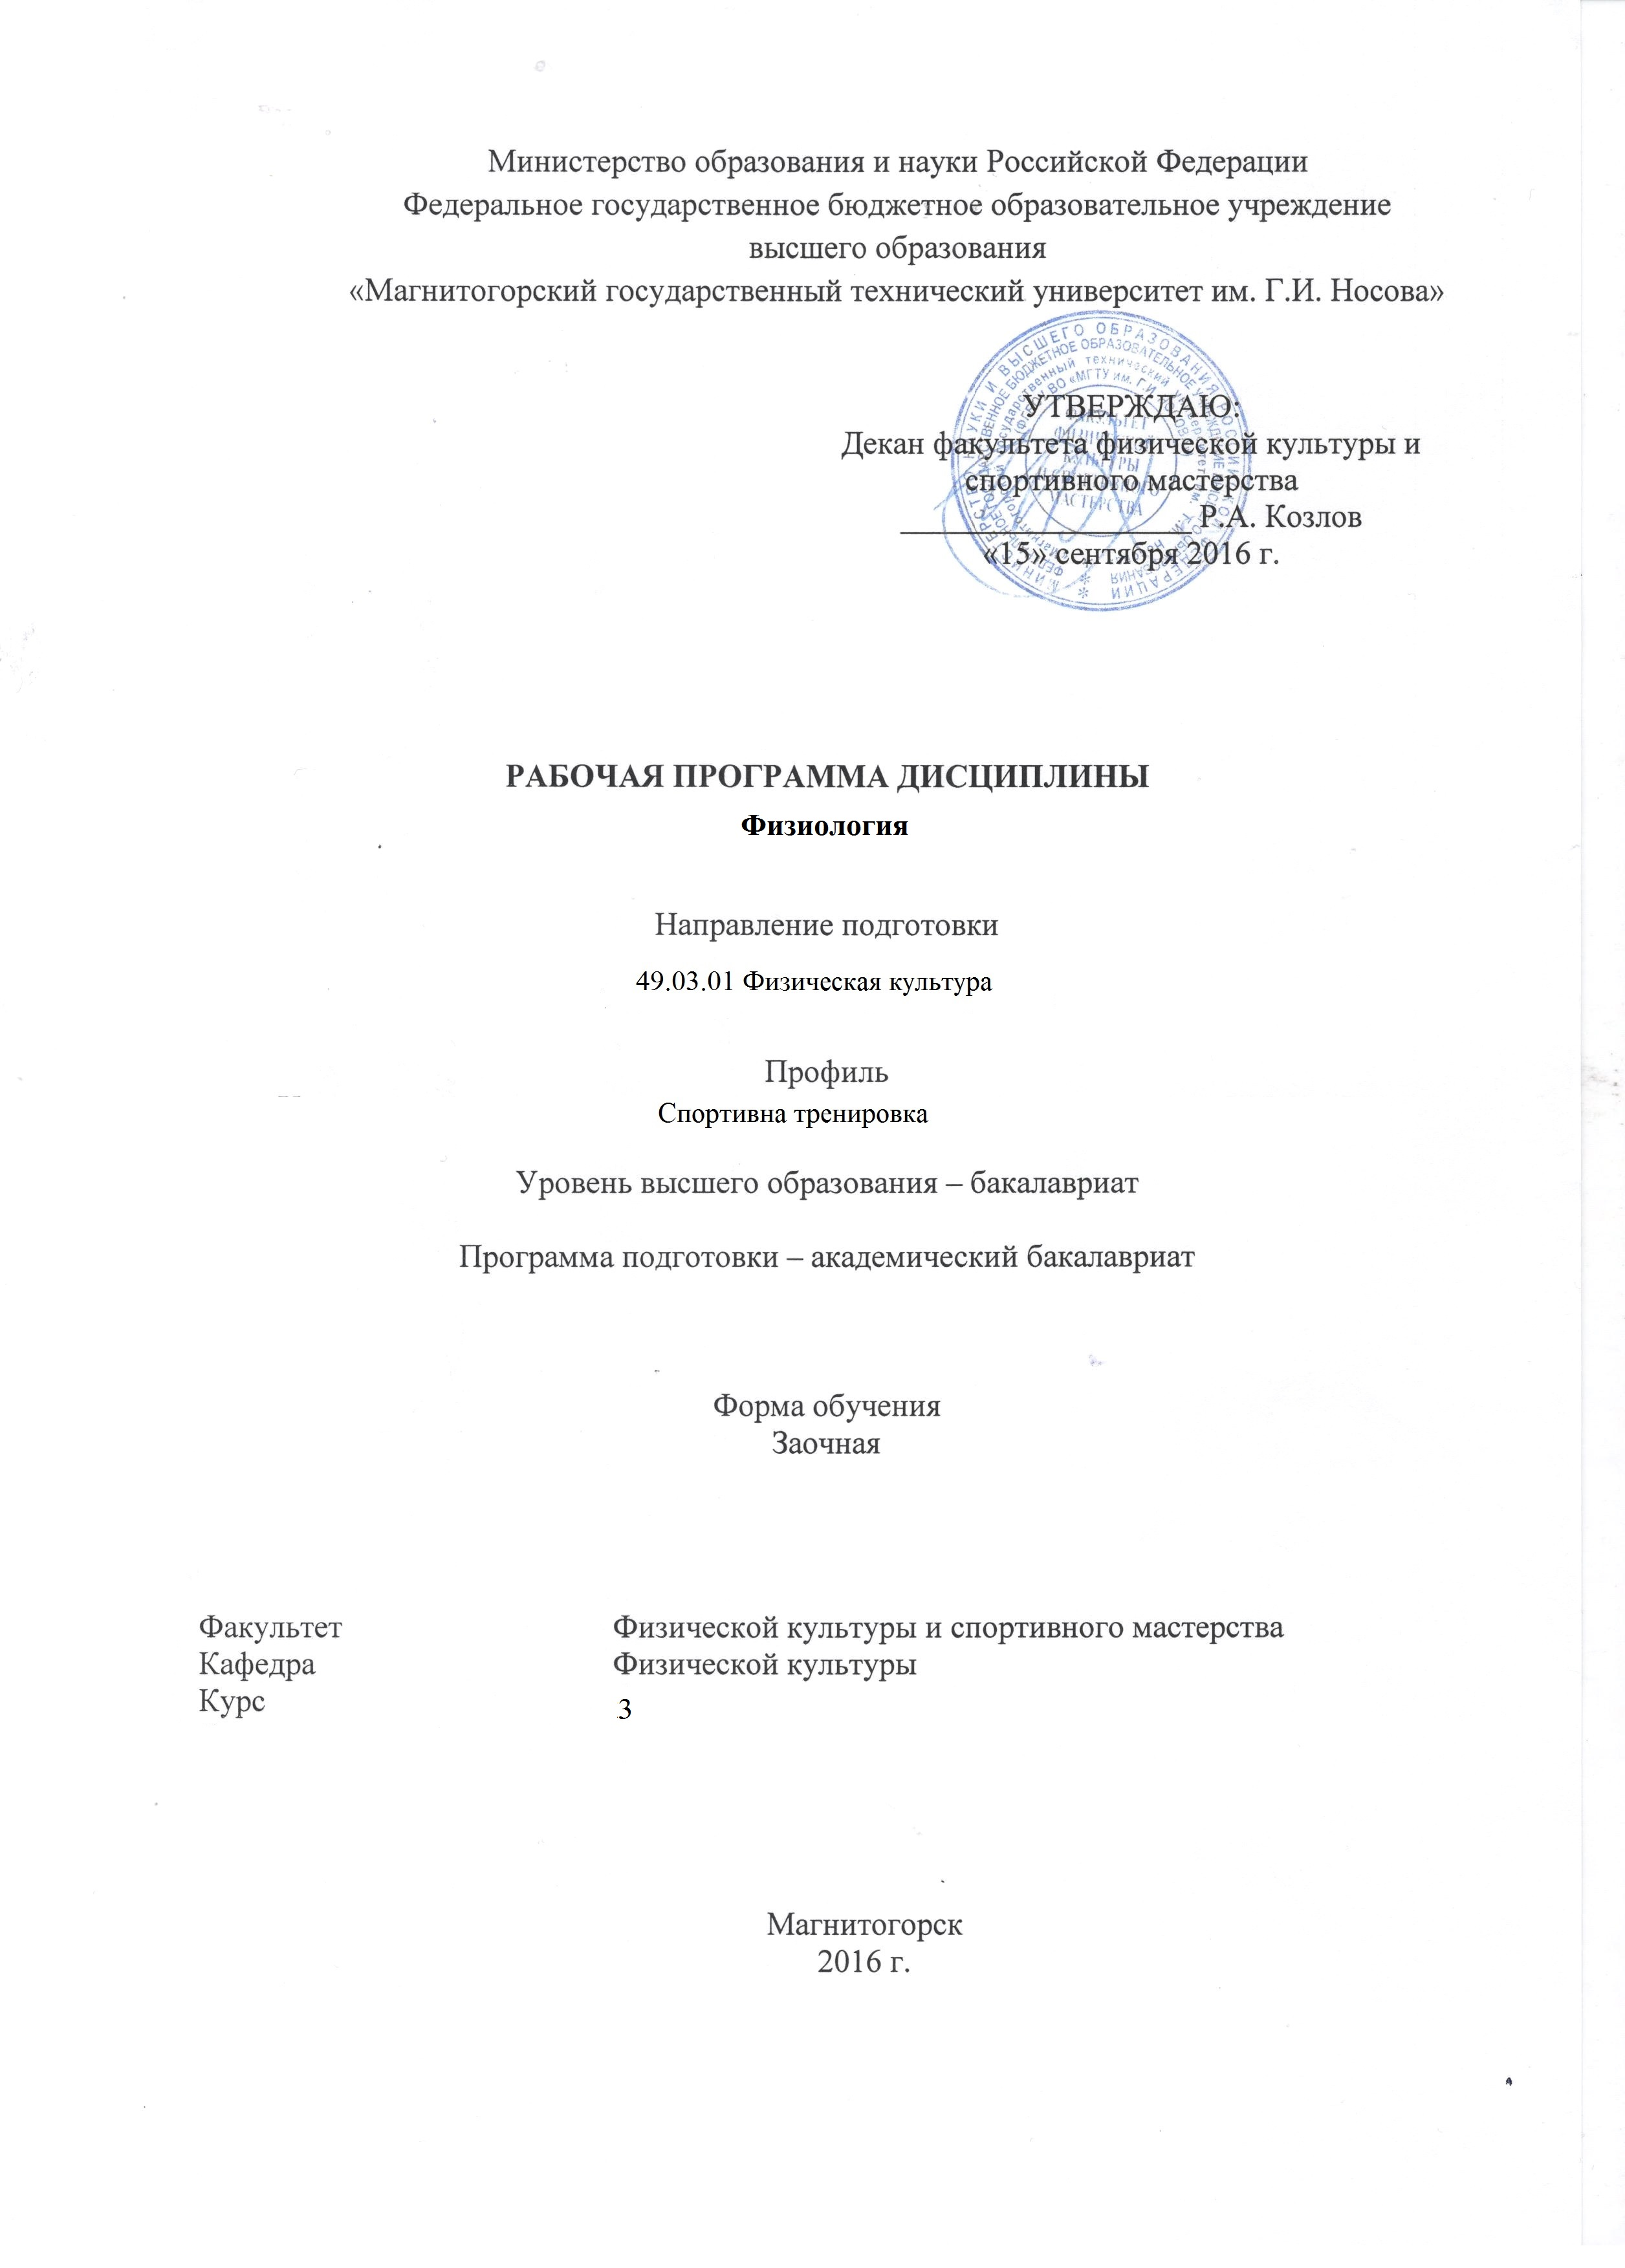 Министерство образования и науки Российской Федерации
Федеральное государственное бюджетное образовательное учреждение
высшего образования
«Магнитогорский государственный технический университет им. Г.И. Носова»
УТВЕРЖДАЮ:
Декан факультета физической культуры и
спортивного мастерства
Р.А. Козлов
«15» сентября 2016 г.
РАБОЧАЯ ПРОГРАММА ДИСЦИПЛИНЫ
Физиология
Направление подготовки
49.03.01 Физическая культура
Профиль
Спортивна тренировка
Уровень высшего образования – бакалавриат
Программа подготовки – академический бакалавриат
Форма обучения
Заочная
Факультет Физической культуры и спортивного мастерства
Кафедра Физической культуры
Курс 3
Магнитогорск
2016 г.